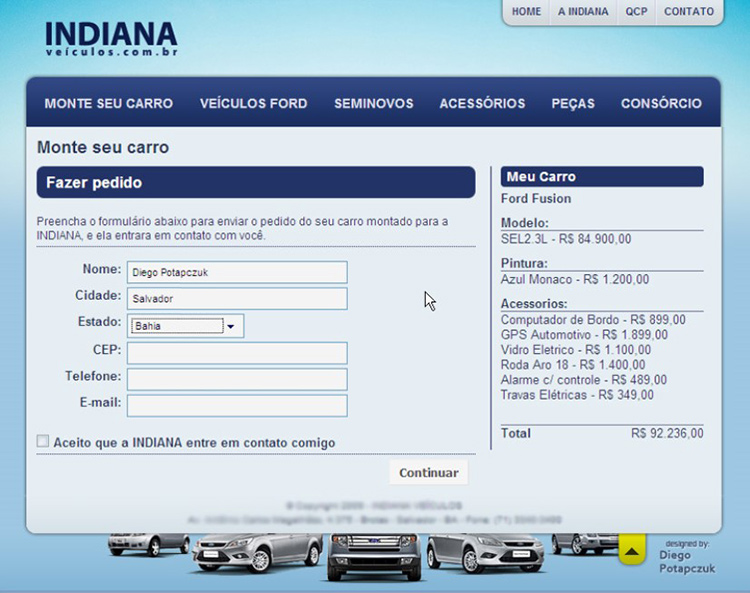 INDIANA
veículos.com.br
HOME
A INDIANA
QCP
CONTATO
MONTE SEU CARRO
VEÍCULOS FORD
SEMINOVOS
ACESSÓRIOS
PEÇAS
CONSÓRCIO
Monte seu carro
Fazer pedido
Preencha o formulário abaixo para enviar o pedido do seu carro montado para a
INDIANA, e ela entrara em contato com você.
Nome: Diego Potapczuk
Cidade: Salvador
Estado: Bahia
CEP:
Telefone:
E-mail:
Aceito que a INDIANA entre em contato comigo
Continuar
Meu Carro
Ford Fusion
Modelo:
SEL2.3L - R$ 84.900,00
Pintura:
Azul Monaco - R$ 1.200,00
Acessorios:
Computador de Bordo - R$ 899,00
GPS Automotivo - R$ 1.899,00
Vidro Eletrico - R$ 1.100,00
Roda Aro 18 - R$ 1.400,00
Alarme c/ controle - R$ 489,00
Travas Elétricas - R$ 349,00
Total R$ 92.236,00
designed by:
Diego
Potapczuk